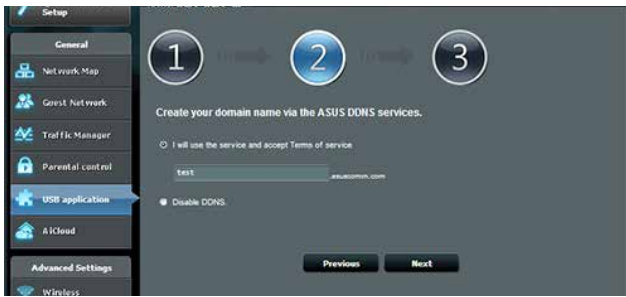 Setup
General
Network Map
Guest Network
Traffic Manager
Parental control
USB application
AiCloud
Advanced Settings
Wireless
1
2
3
Create your domain name via the ASUS DDNS services.
I will use the service and accept Terms of service
test .asuscomm.com
Disable DDNS.
Previous Next